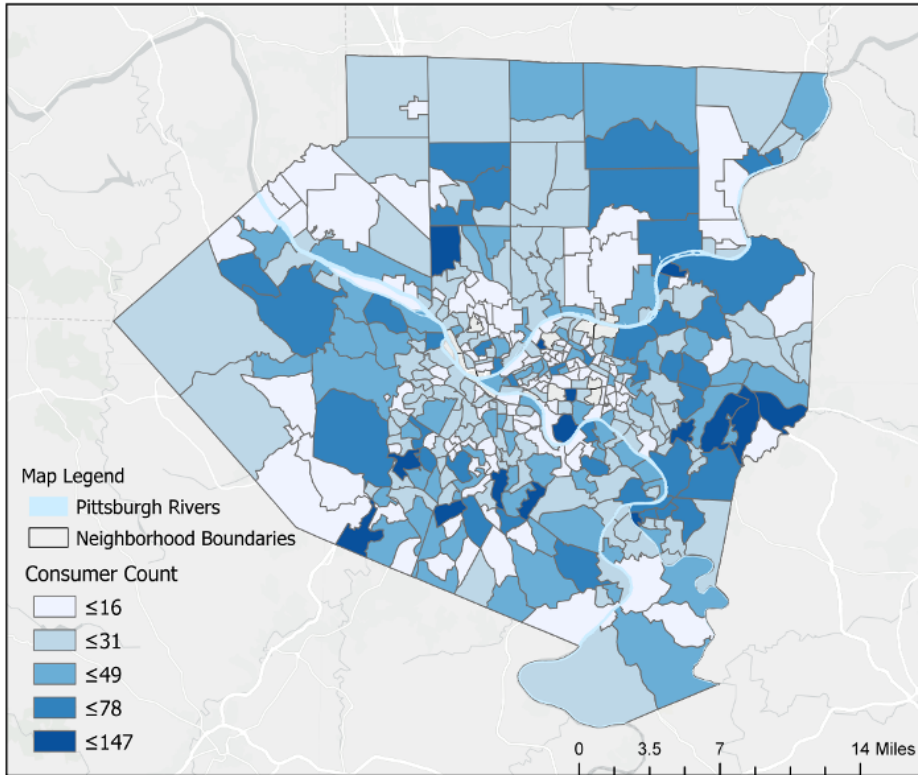 Map Legend
Pittsburgh Rivers
Neighborhood Boundaries
Consumer Count
≤16
≤31
≤49
≤78
≤147
0 3.5 7 14 Miles